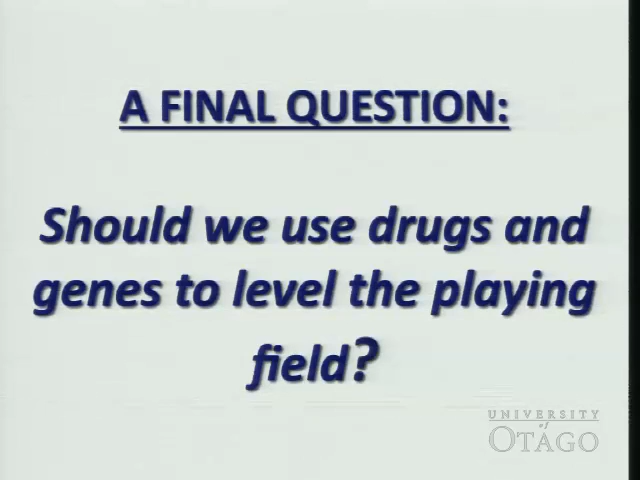 A FINAL QUESTION:
Should we use drugs and
genes to level the playing
field?
UNIVERSITY
of
OTAGO